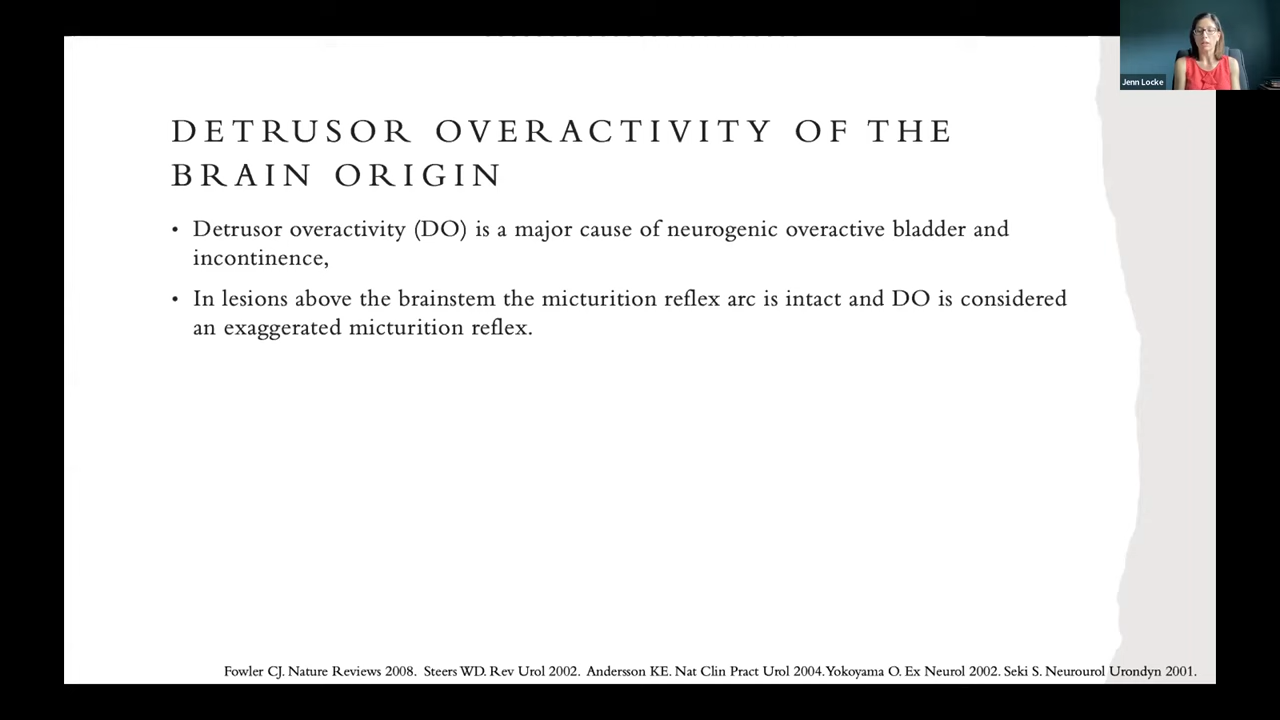 Jenn Locke
DETRUSOR OVERACTIVITY OF THE
BRAIN ORIGIN
• Detrusor overactivity (DO) is a major cause of neurogenic overactive bladder and
incontinence,
• In lesions above the brainstem the micturition reflex arc is intact and DO is considered
an exaggerated micturition reflex.
Fowler CJ. Nature Reviews 2008. Steers WD. Rev Urol 2002. Andersson KE. Nat Clin Pract Urol 2004. Yokoyama O. Ex Neurol 2002. Seki S. Neurourol Urondyn 2001.